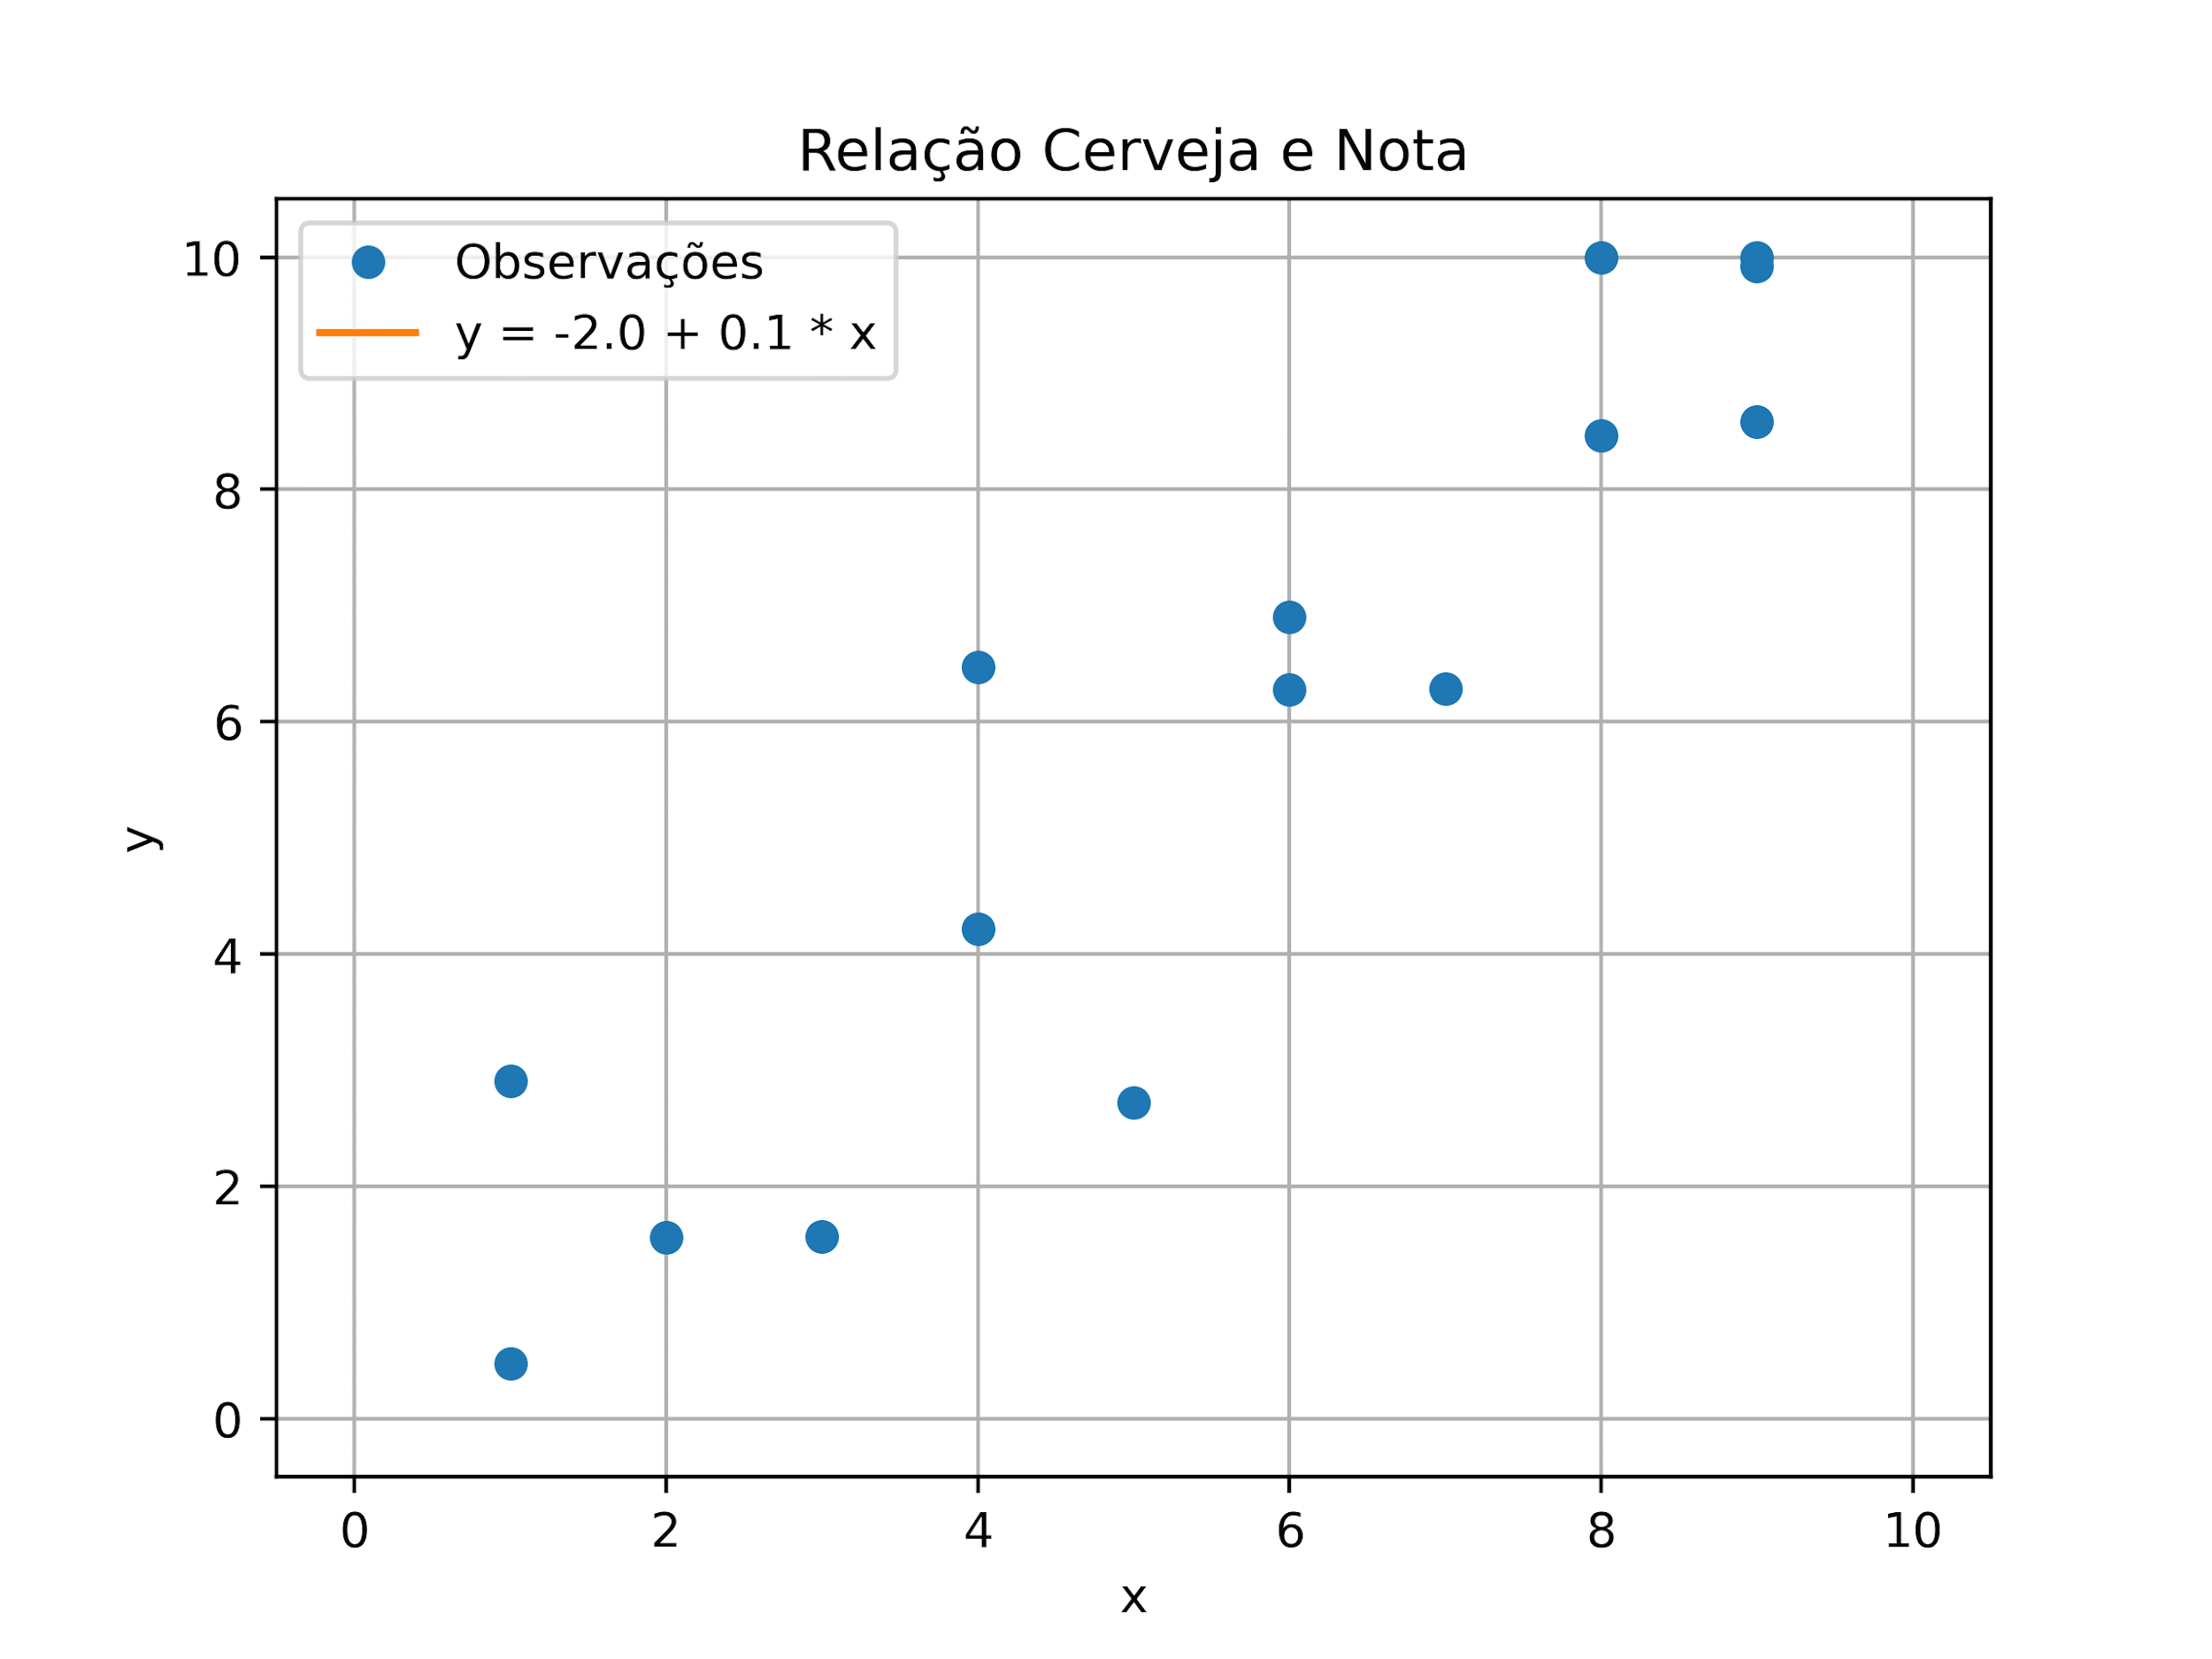 Relação Cerveja e Nota
Observações
y = -2.0 + 0.1 * x
10
8
6
4
2
0
y
0 2 4 6 8 10
x